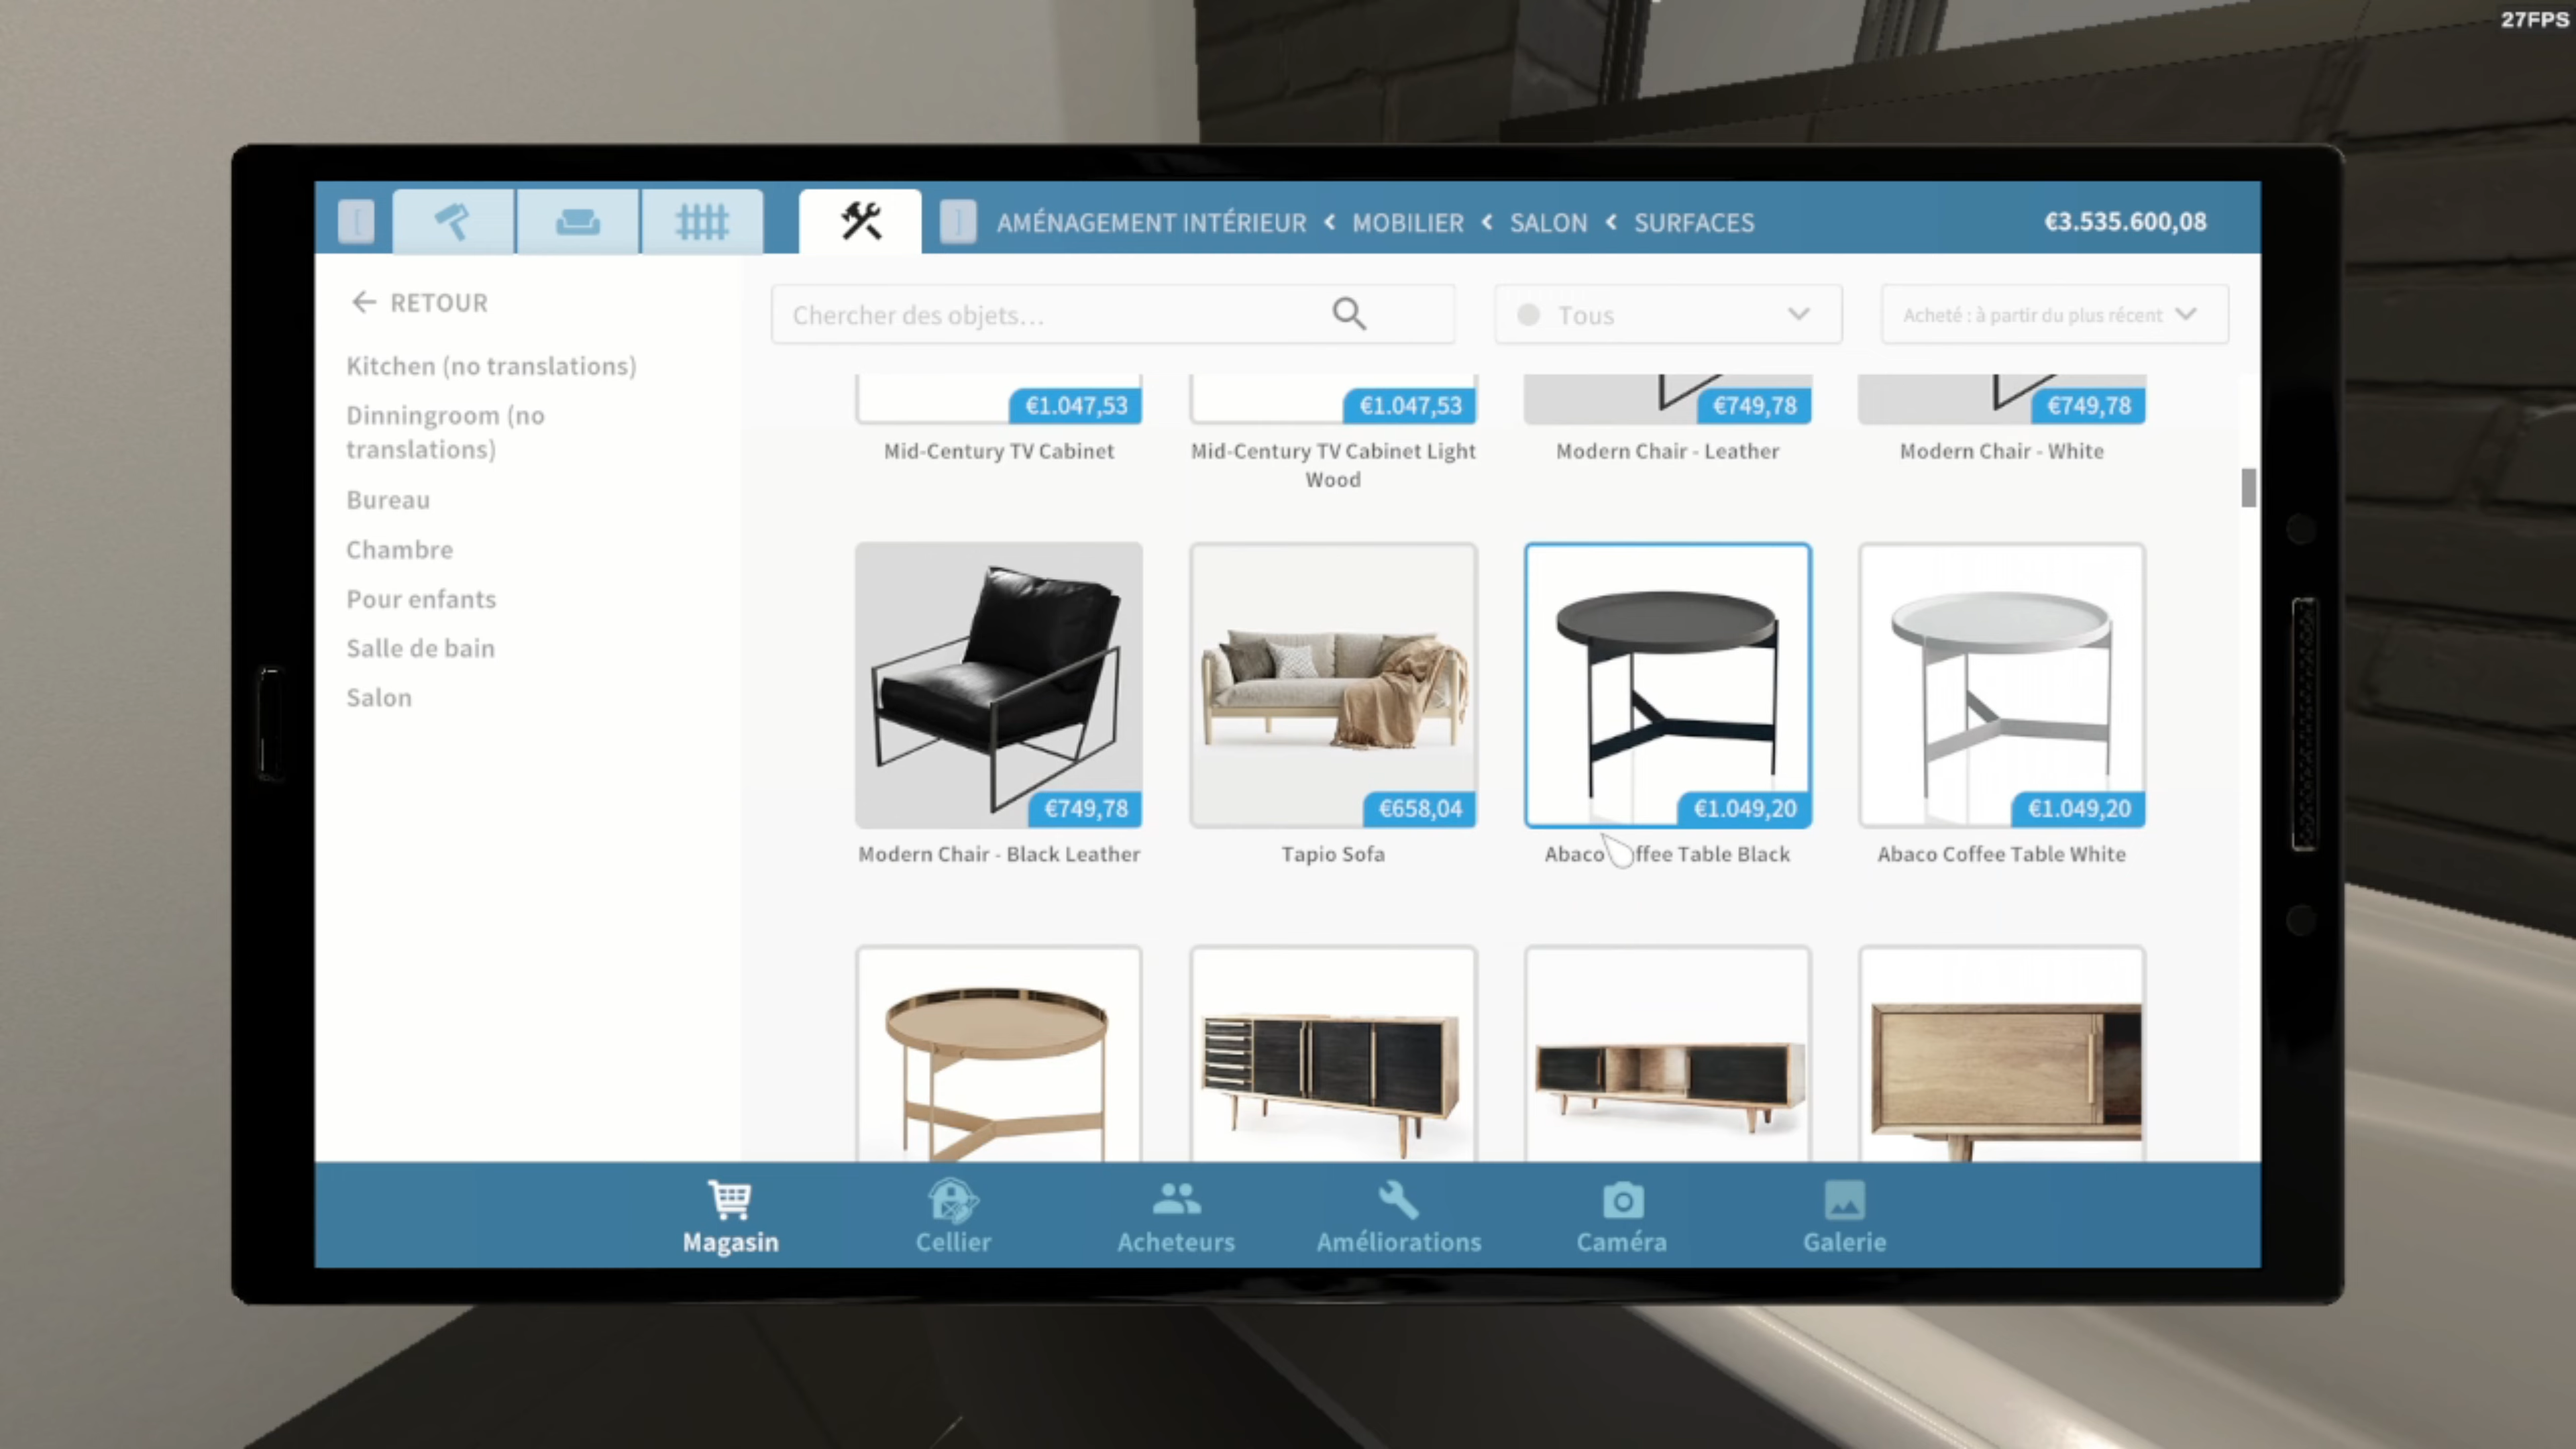 27FPS
[
]
AMÉNAGEMENT INTÉRIEUR < MOBILIER < SALON < SURFACES
€3.535.600,08
RETOUR
Chercher des objets...
Tous
Acheté : à partir du plus récent
Kitchen (no translations)
Dinningroom (no
translations)
Bureau
Chambre
Pour enfants
Salle de bain
Salon
€1.047,53
€1.047,53
€749,78
€749,78
Mid-Century TV Cabinet
Mid-Century TV Cabinet Light
Wood
Modern Chair - Leather
Modern Chair - White
€749,78
€658,04
€1.049,20
€1.049,20
Modern Chair - Black Leather
Tapio Sofa
Abaco ffee Table Black
Abaco Coffee Table White
Magasin
Cellier
Acheteurs
Améliorations
Caméra
Galerie